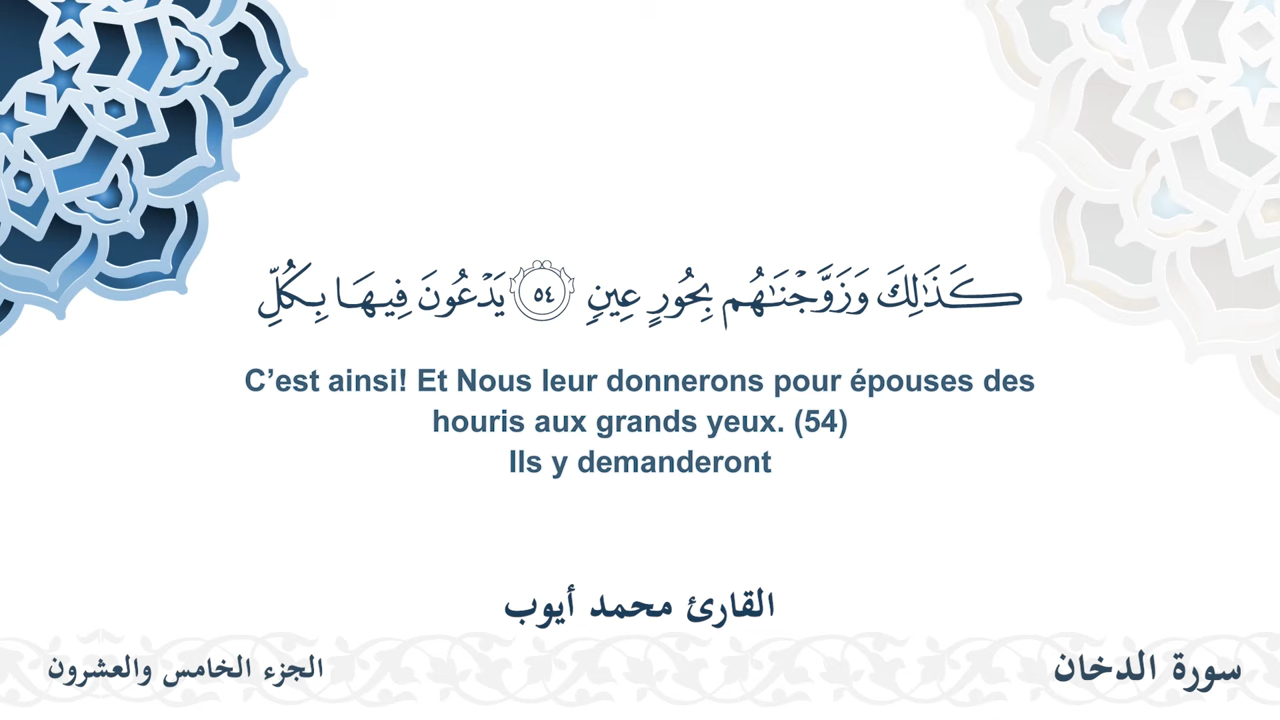 كَذَٰلِكَ وَزَوَّجْنَـٰهُم بِحُورٍ عِينٍ ٥٤ يَدْعُونَ فِيهَا بِكُلِّ
C’est ainsi! Et Nous leur donnerons pour épouses des
houris aux grands yeux. (54)
Ils y demanderont
القارئ محمد أيوب
سورة الدخان
الجزء الخامس والعشرون